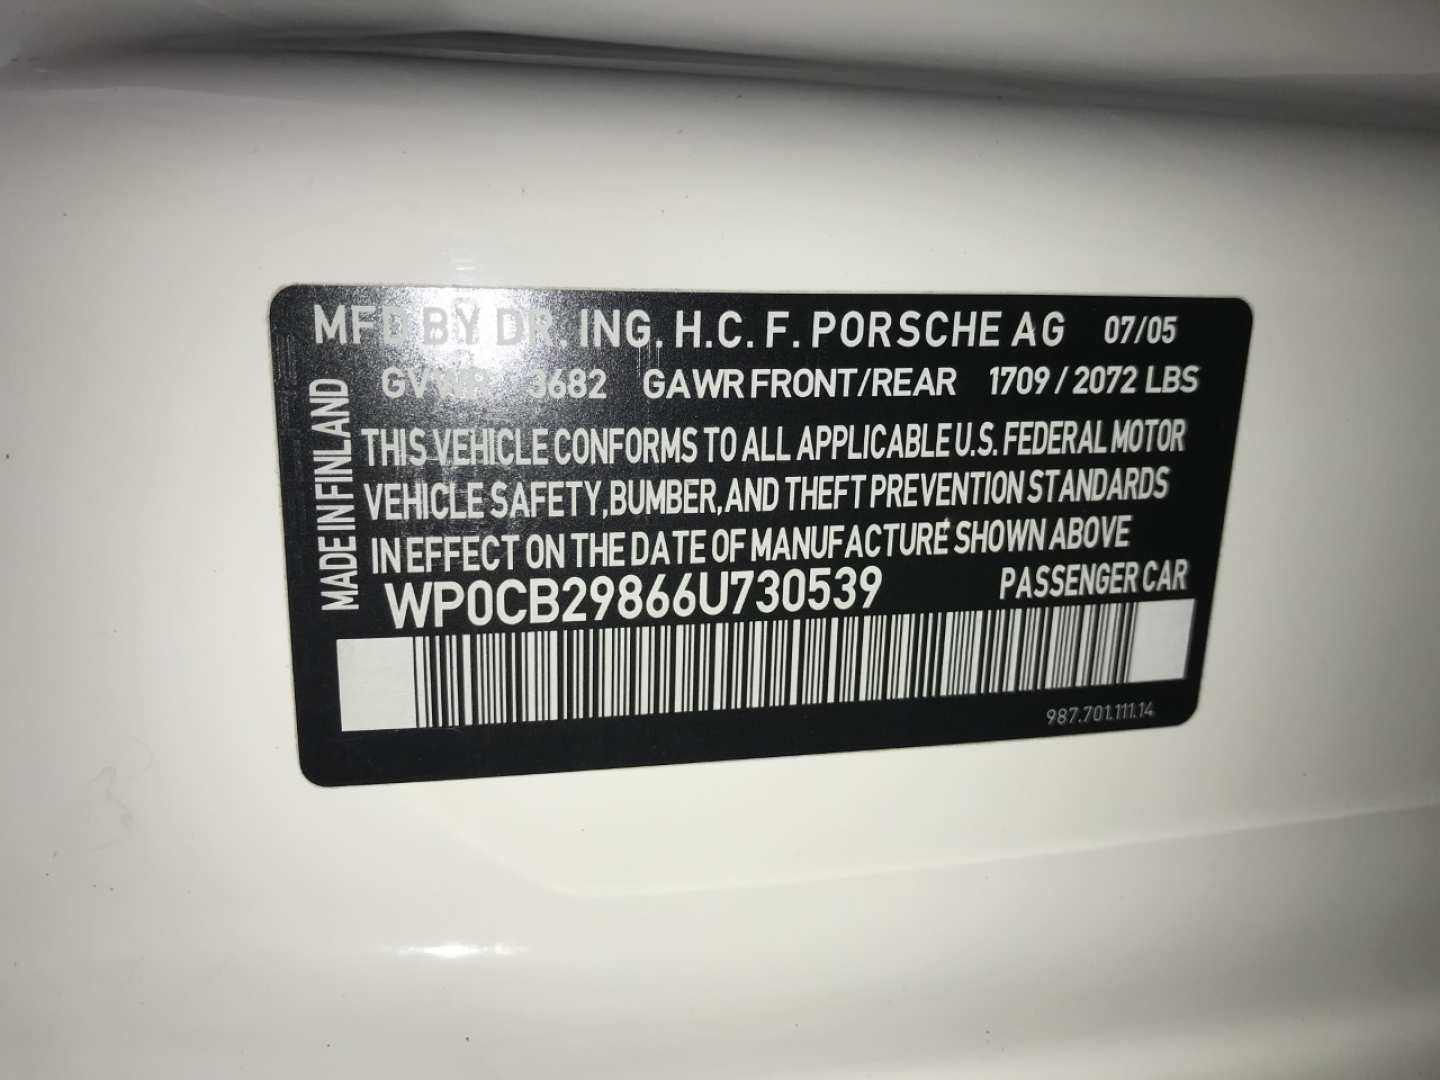 MFD BY DR. ING. H.C. F. PORSCHE AG 07/05
GVWR 3682 GAWR FRONT/REAR 1709 / 2072 LBS
MADE IN FINLAND
THIS VEHICLE CONFORMS TO ALL APPLICABLE U.S. FEDERAL MOTOR
VEHICLE SAFETY, BUMBER, AND THEFT PREVENTION STANDARDS
IN EFFECT ON THE DATE OF MANUFACTURE SHOWN ABOVE
WP0CB29866U730539 PASSENGER CAR
987.701.111.14